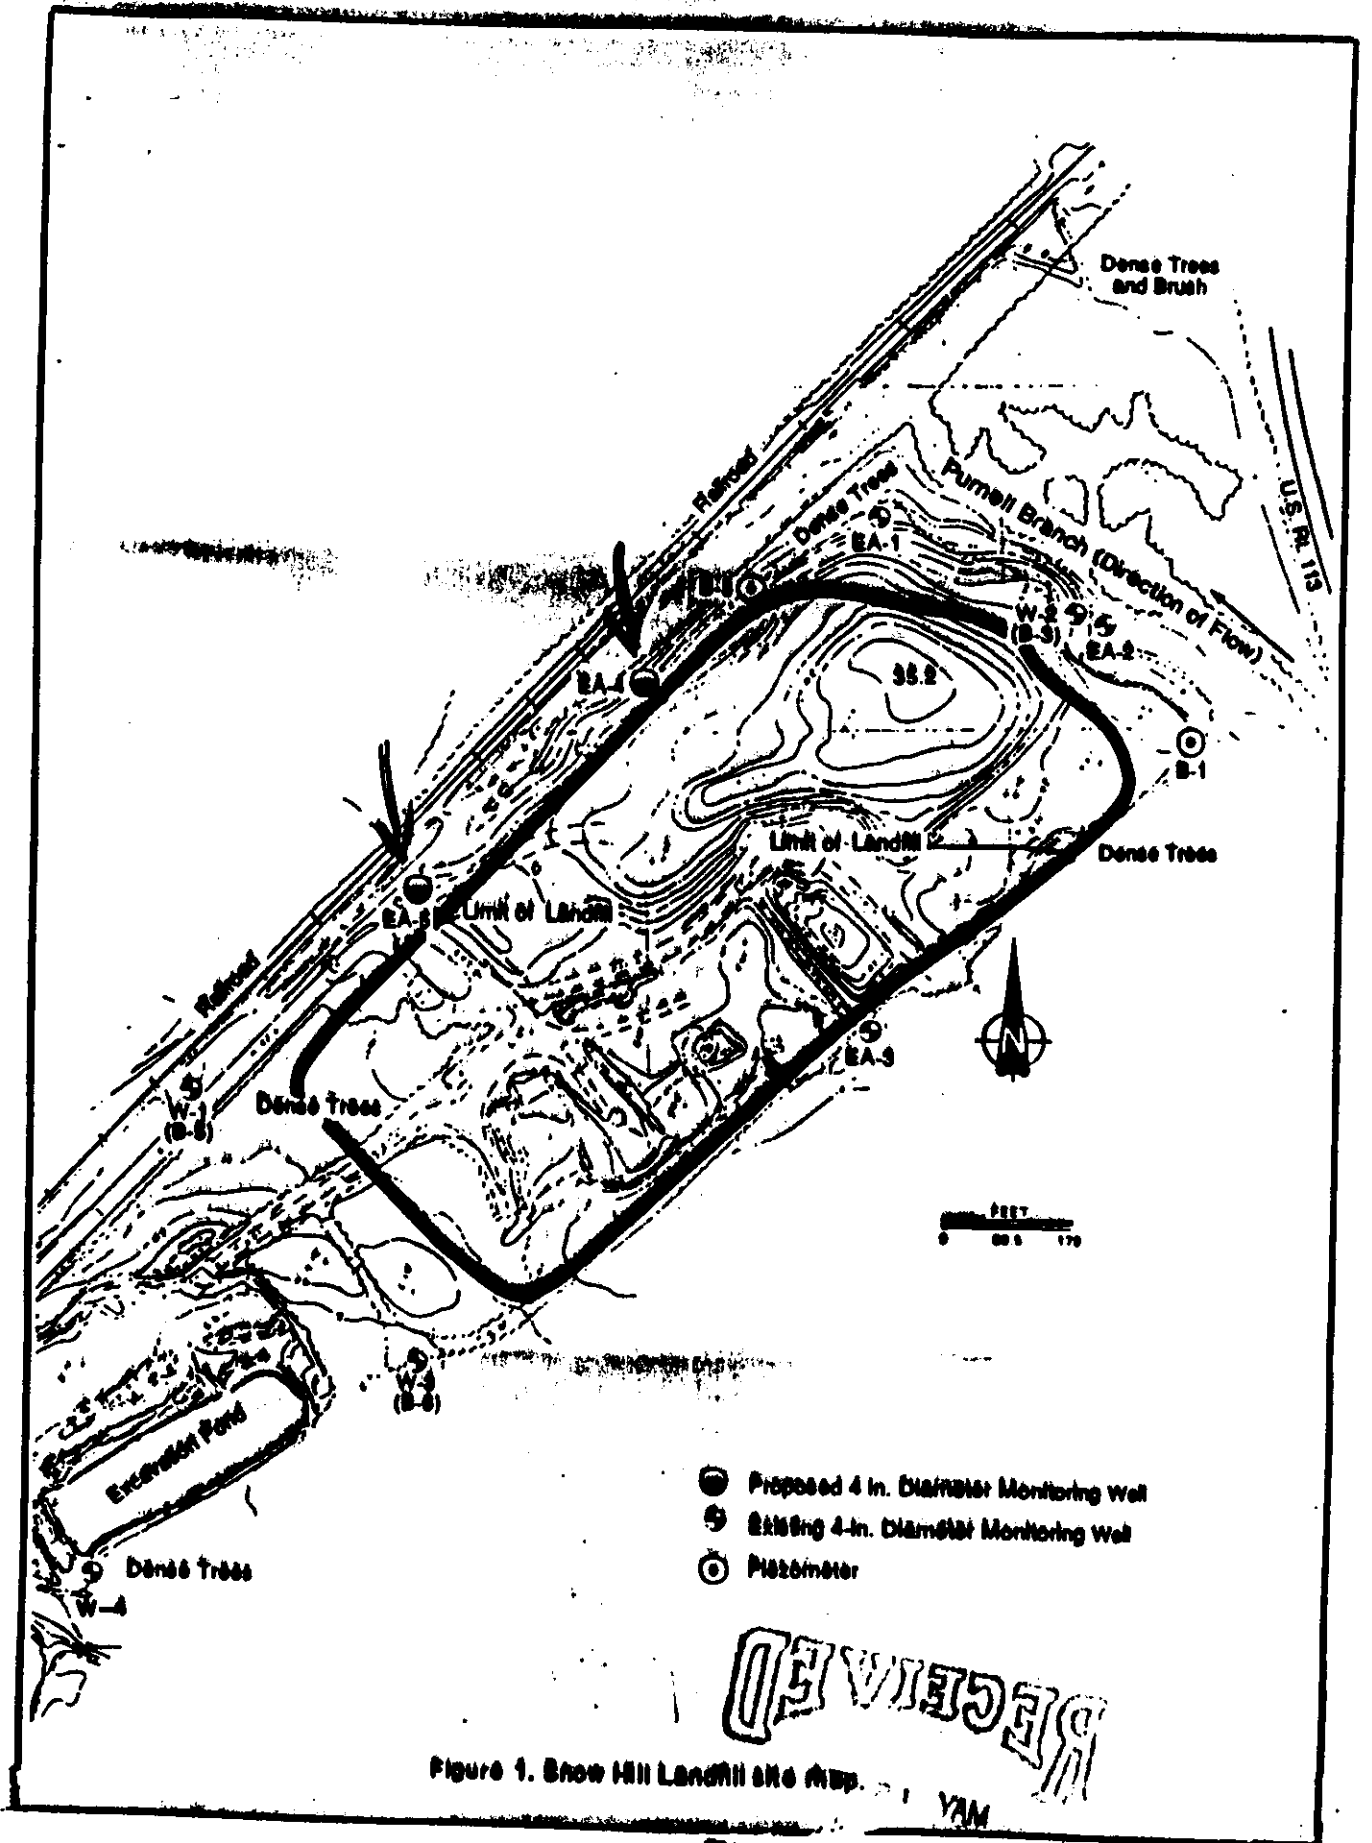 Dense Trees
and Brush
Railroad
Dense Trees
Purnell Branch (Direction of Flow)
U.S. Rt. 113
EA-1
W-2
(B-3)
EA-2
EA-4
35.2
B-1
Limit of Landfill
Dense Trees
EA-5
Limit of Landfill
Railroad
N
EA-3
W-1
Dense Trees
FEET
0
170
Excavation Pond
Proposed 4 In. Diameter Monitoring Well
Existing 4-In. Diameter Monitoring Well
Piezometer
Dense Trees
W-4
RECEIVED
Figure 1. Snow Hill Landfill site map.
MAY